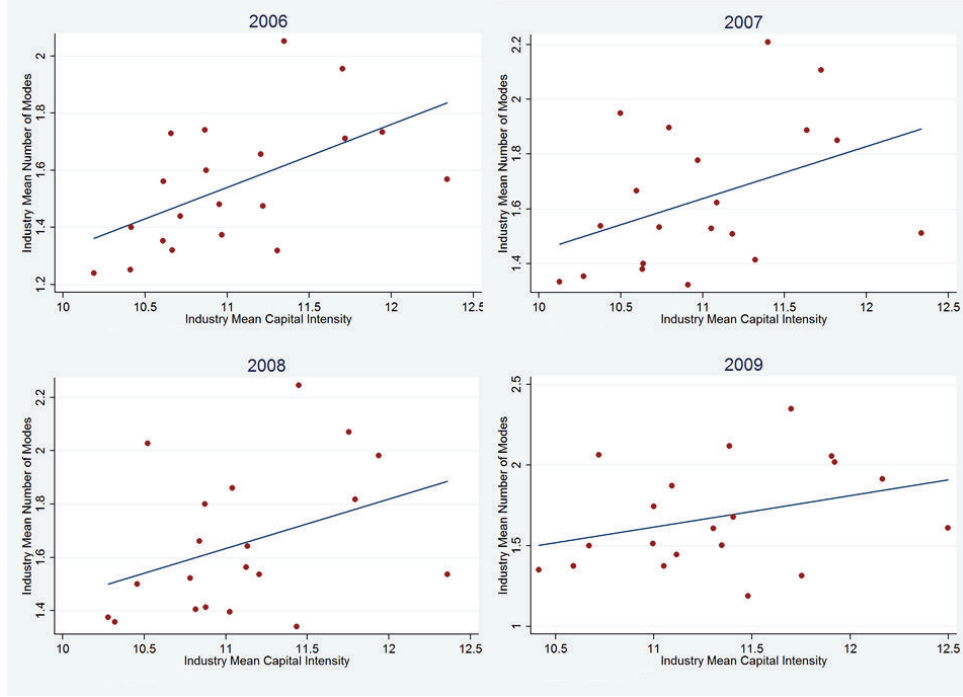 2006
Industry Mean Number of Modes
2
1.8
1.6
1.4
1.2
10 10.5 11 11.5 12 12.5
Industry Mean Capital Intensity
2007
Industry Mean Number of Modes
2.2
2
1.8
1.6
1.4
10 10.5 11 11.5 12 12.5
Industry Mean Capital Intensity
2008
Industry Mean Number of Modes
2.2
2
1.8
1.6
1.4
10 10.5 11 11.5 12 12.5
Industry Mean Capital Intensity
2009
Industry Mean Number of Modes
2.5
2
1.5
1
10.5 11 11.5 12 12.5
Industry Mean Capital Intensity